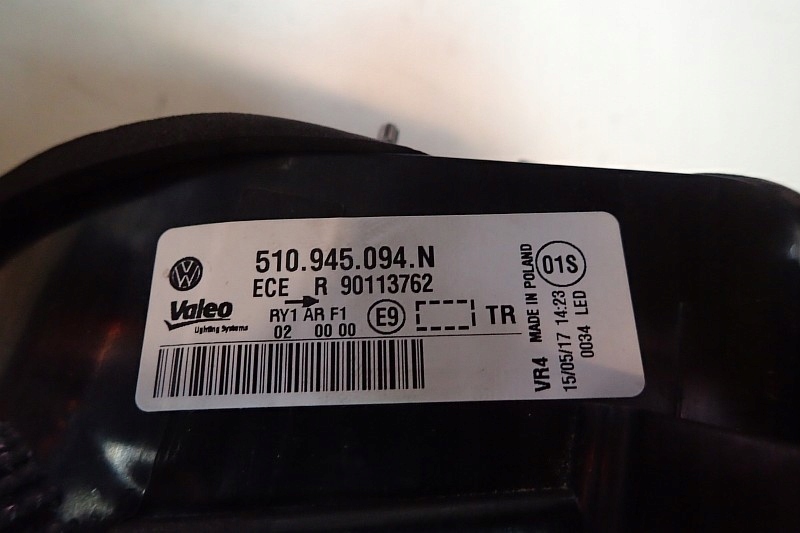 510.945.094.N
ECE R 90113762
Valeo
Lighting Systems
RY1 AR F1
02 00 00
E9
TR
VR4 MADE IN POLAND
15/05/17 14:23
0034 LED
01S